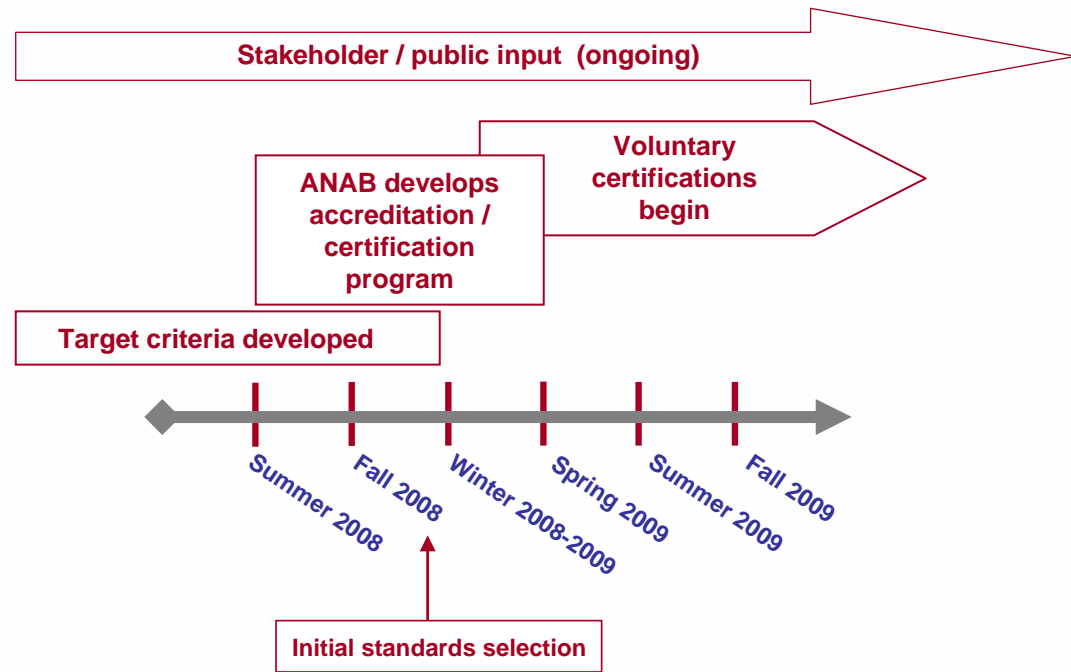 Stakeholder / public input (ongoing)
Voluntary
certifications
begin
ANAB develops
accreditation /
certification
program
Target criteria developed
Summer 2008
Fall 2008
Winter 2008-2009
Spring 2009
Summer 2009
Fall 2009
Initial standards selection